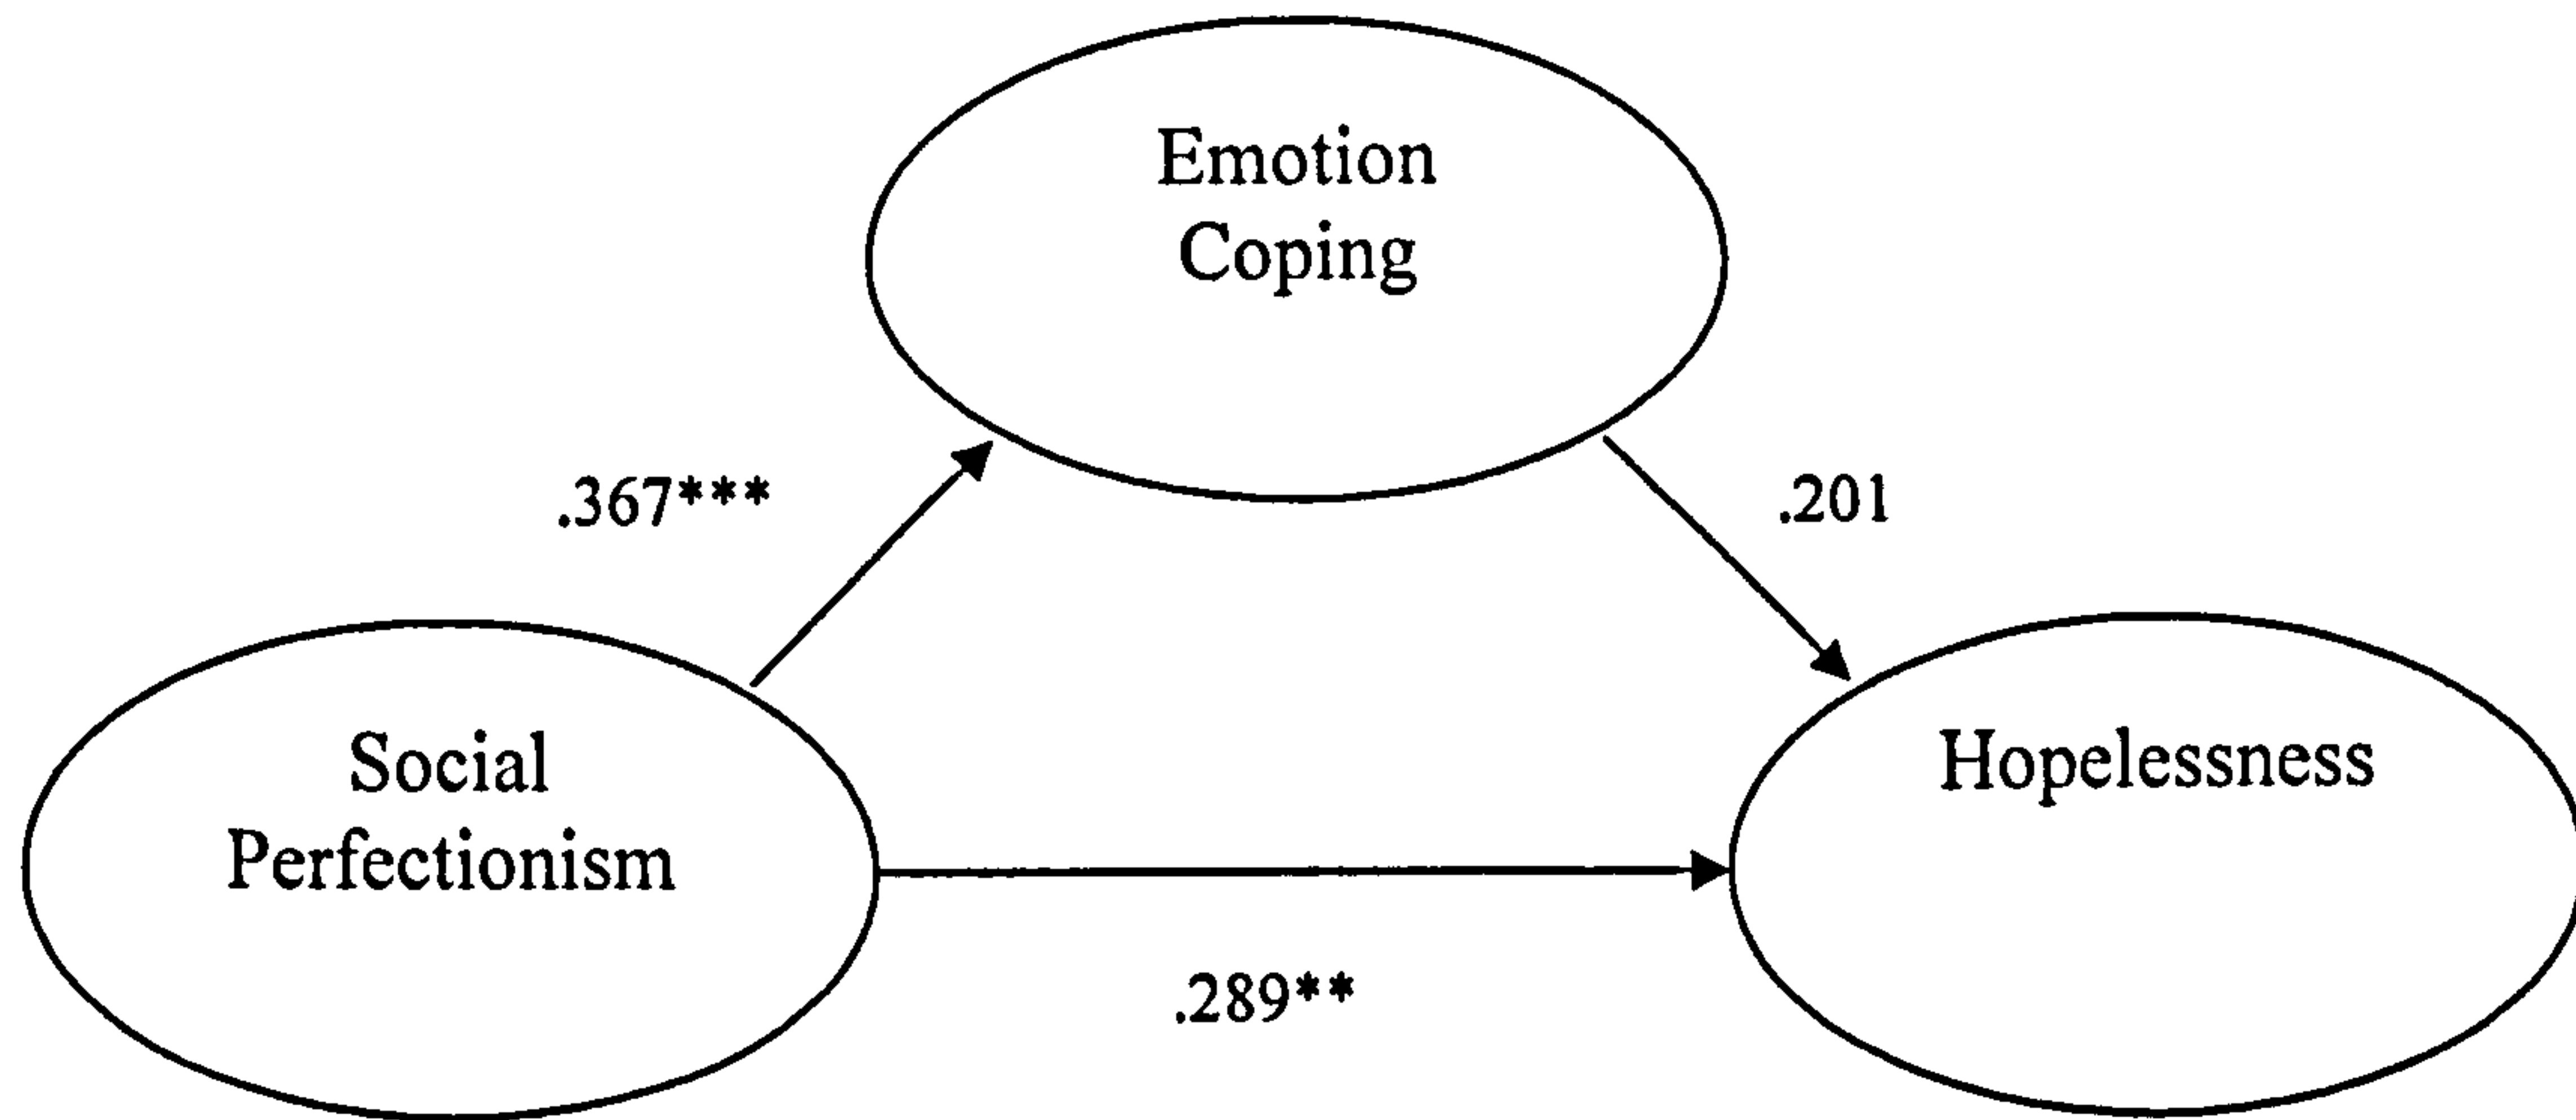 Emotion
Coping
.367***
.201
Social
Perfectionism
Hopelessness
.289**